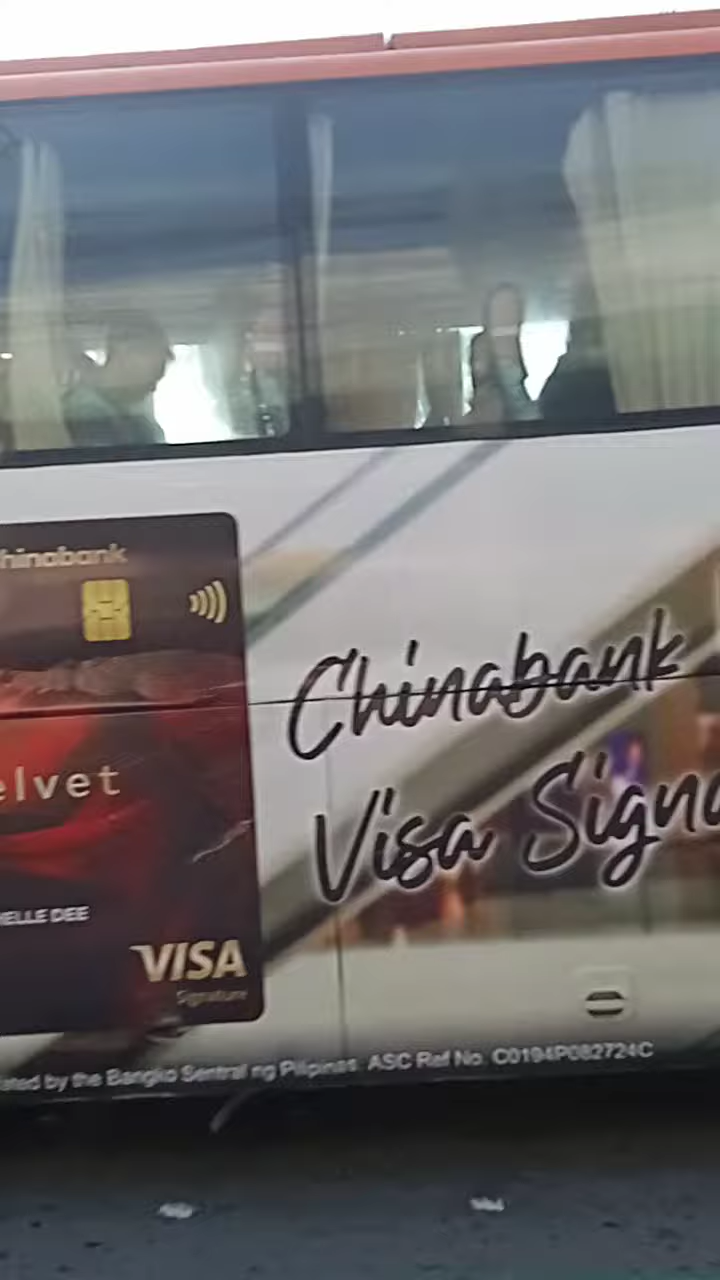 hinabank
elvet
ELLE DEE
VISA
Signature
Chinabank
Visa Signa
ated by the Bangko Sentral ng Pilipinas. ASC Ref No. C0194P082724C